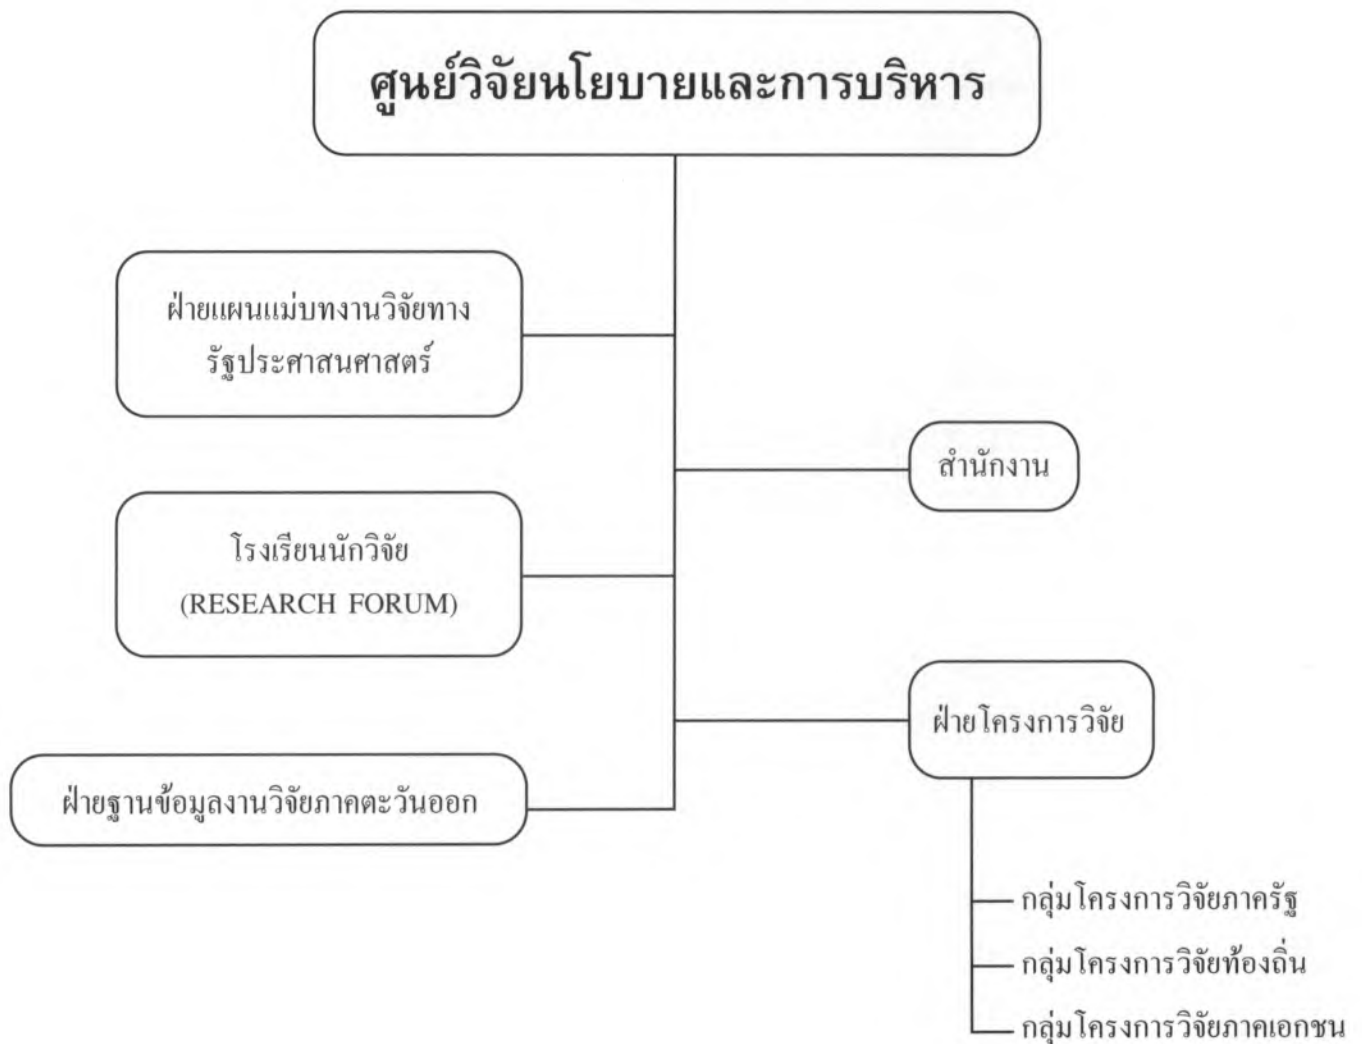 ศูนย์วิจัยนโยบายและการบริหาร
ฝ่ายแผนแม่บทงานวิจัยทาง
รัฐประศาสนศาสตร์
สำนักงาน
โรงเรียนนักวิจัย
(RESEARCH FORUM)
ฝ่ายโครงการวิจัย
ฝ่ายฐานข้อมูลงานวิจัยภาคตะวันออก
กลุ่มโครงการวิจัยภาครัฐ
กลุ่มโครงการวิจัยท้องถิ่น
กลุ่มโครงการวิจัยภาคเอกชน